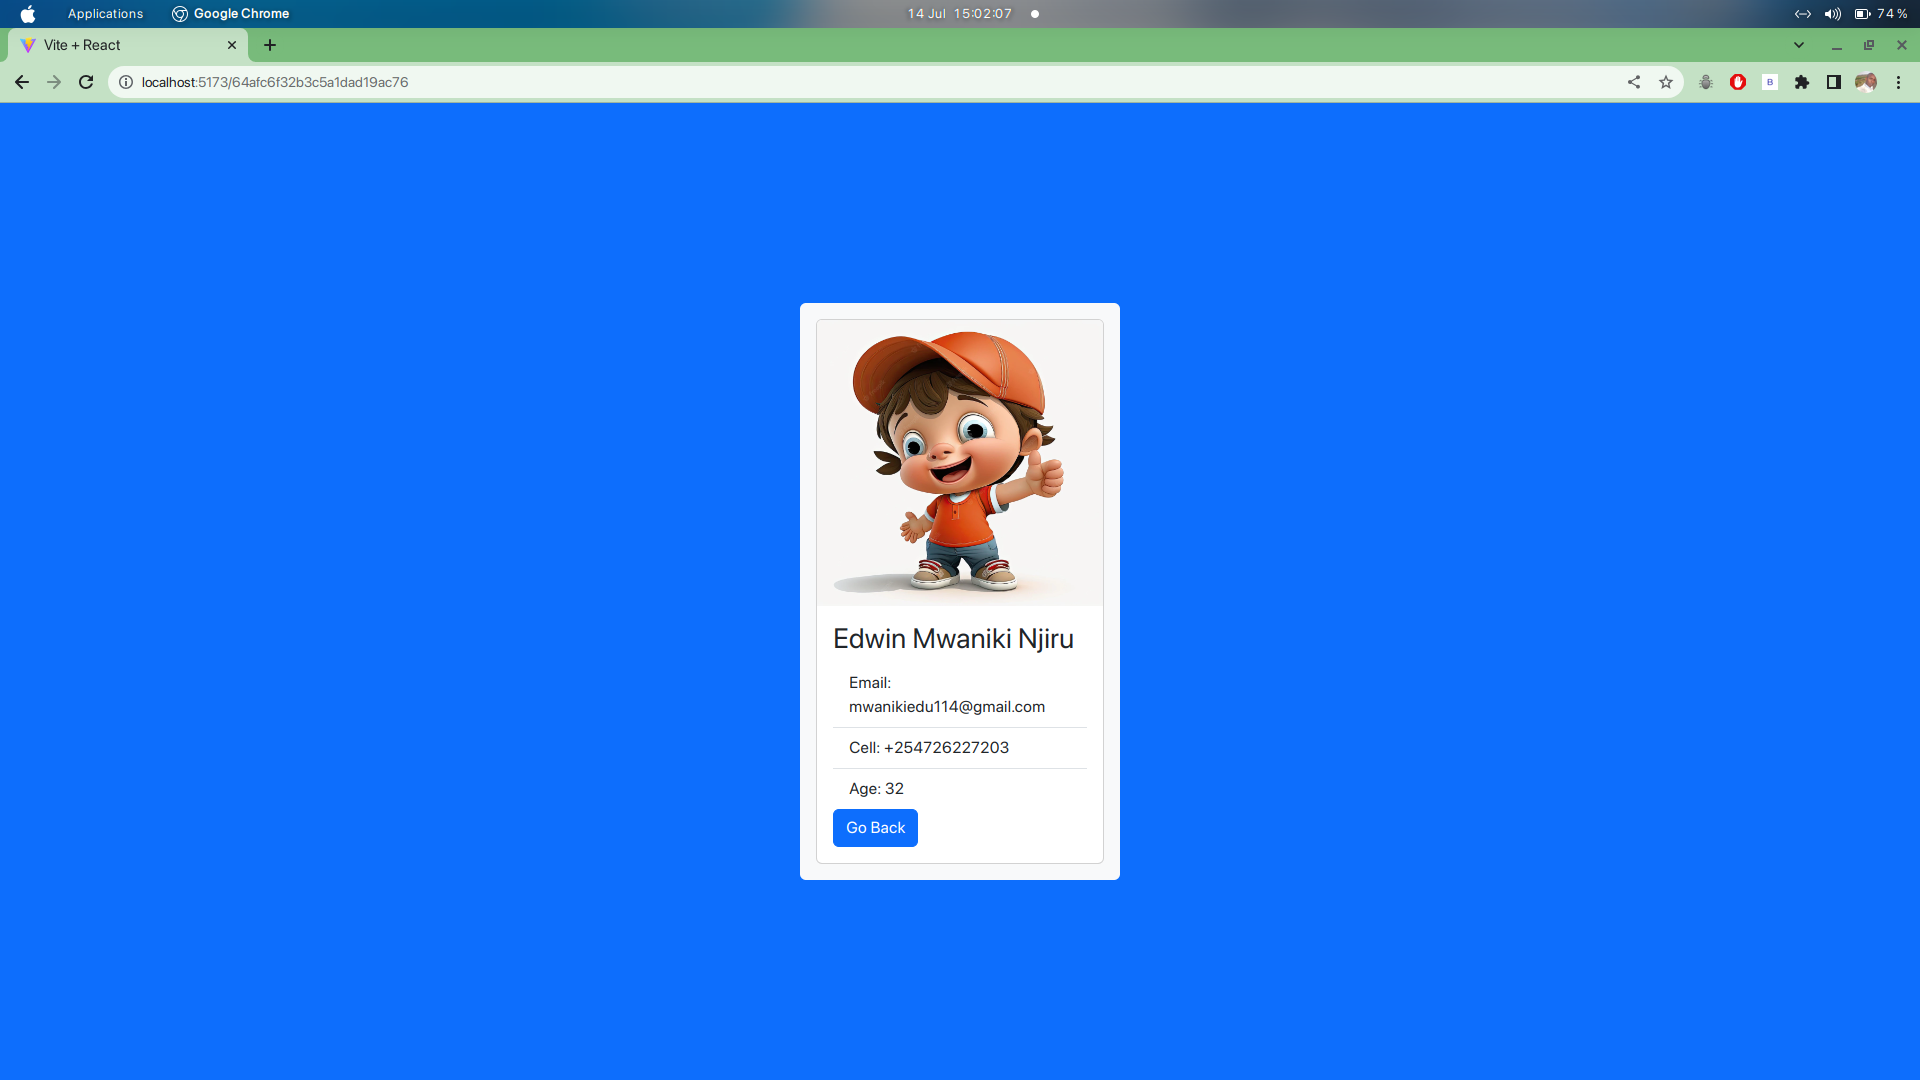 Applications Google Chrome 14 Jul 15:02:07 74%
Vite + React
localhost:5173/64afc6f32b3c5a1dad19ac76
B
Edwin Mwaniki Njiru
Email:
mwanikiedu114@gmail.com
Cell: +254726227203
Age: 32
Go Back